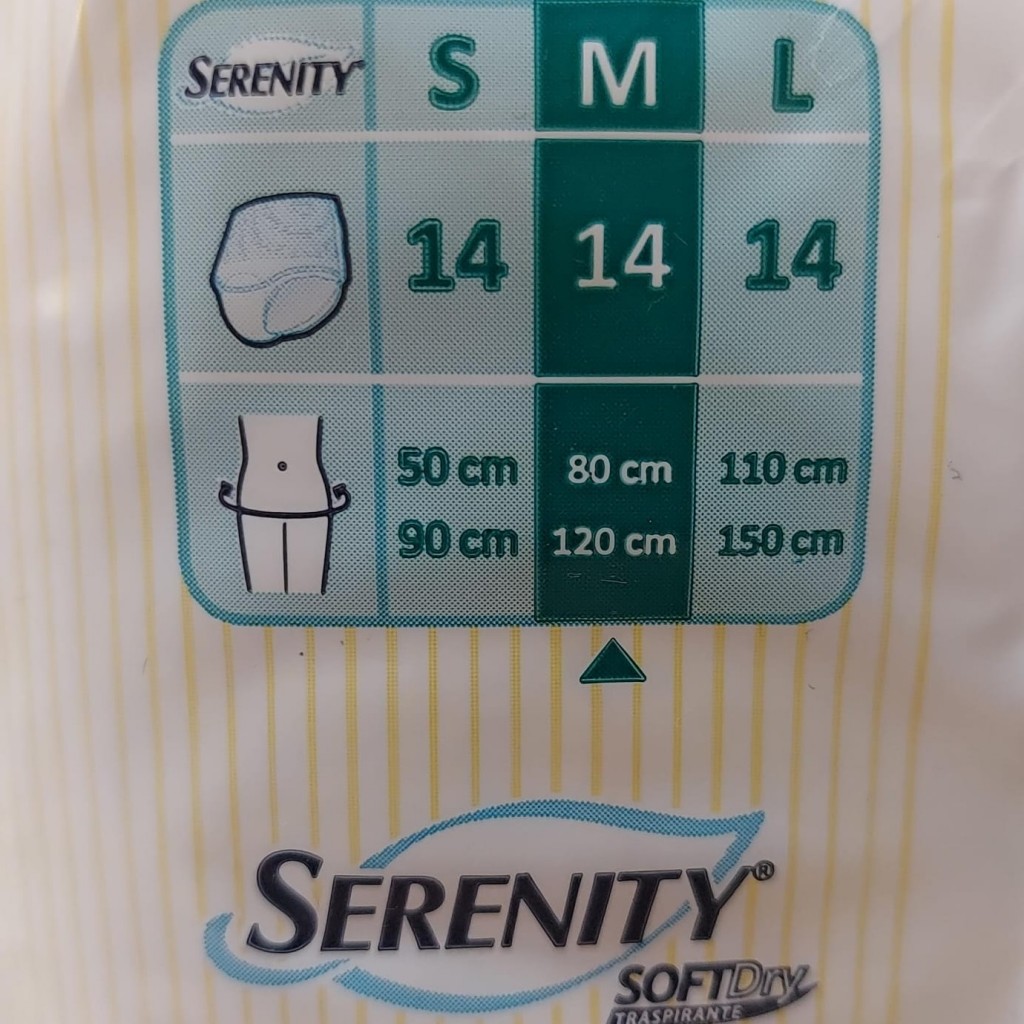 SERENITY S M L
14 14 14
50 cm 80 cm 110 cm
90 cm 120 cm 150 cm
SERENITY®
SOFTDry
TRASPIRANTE